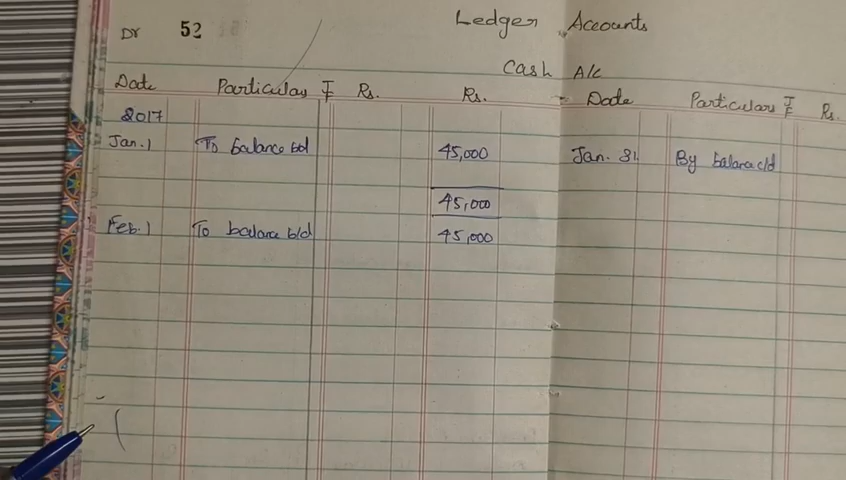 Ledger Accounts
Dr 52
Cash A/c
Date Particulars J F Rs. Rs. Date Particulars J F Rs.
2017
Jan. 1 To balance b/d 45,000 Jan. 31. By balance c/d
45,000
Feb. 1 To balance b/d 45,000